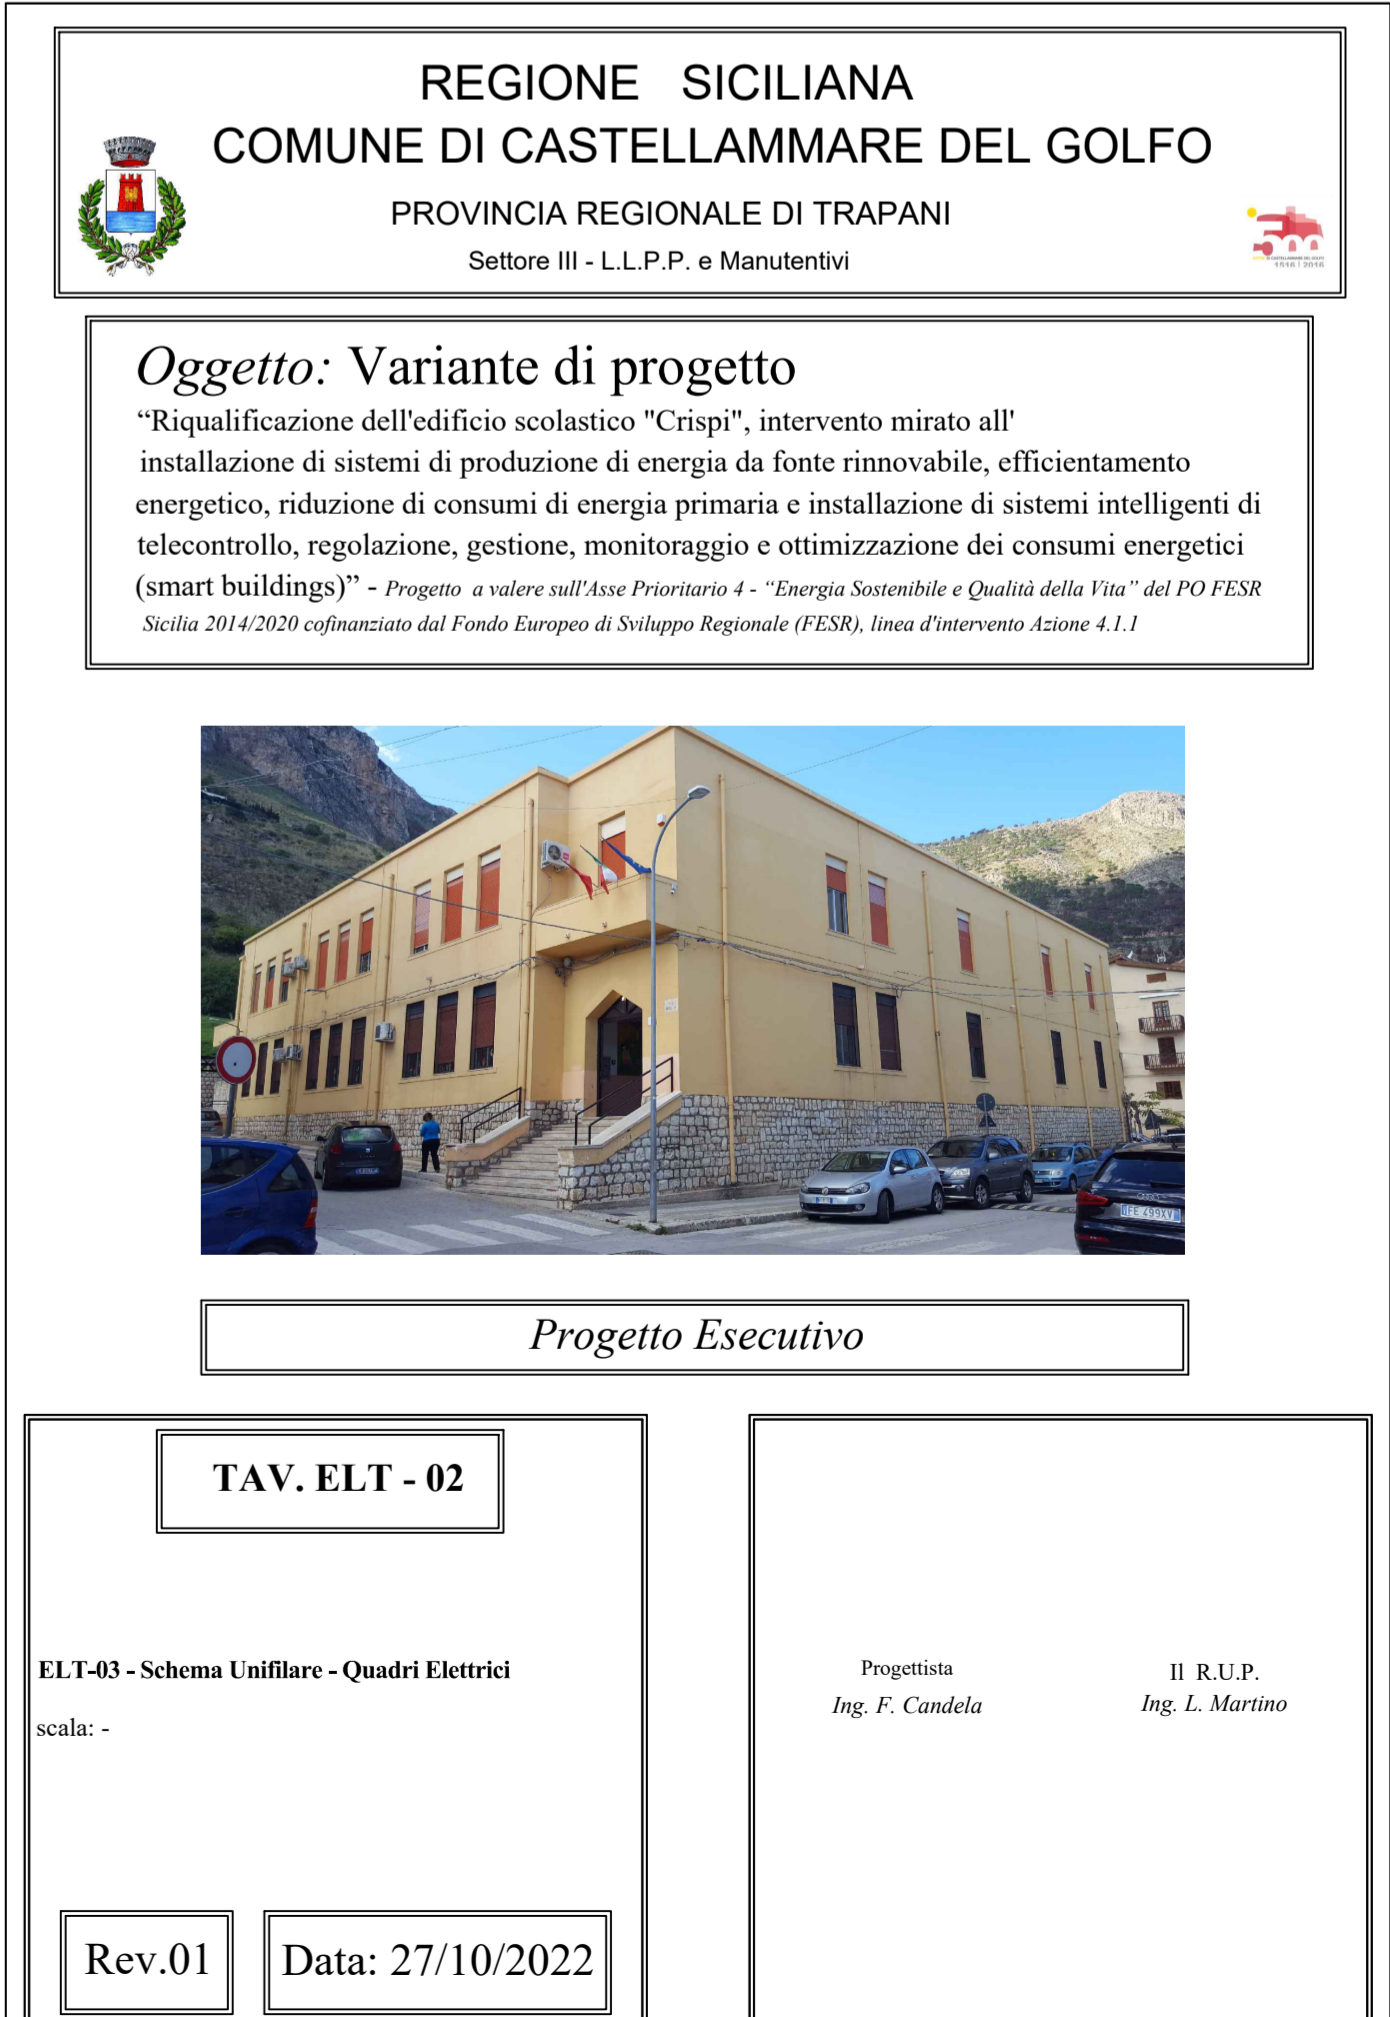 REGIONE SICILIANA
COMUNE DI CASTELLAMMARE DEL GOLFO
PROVINCIA REGIONALE DI TRAPANI
Settore III - L.L.P.P. e Manutentivi
1516 | 2016
Oggetto: Variante di progetto
“Riqualificazione dell'edificio scolastico "Crispi", intervento mirato all'
installazione di sistemi di produzione di energia da fonte rinnovabile, efficientamento
energetico, riduzione di consumi di energia primaria e installazione di sistemi intelligenti di
telecontrollo, regolazione, gestione, monitoraggio e ottimizzazione dei consumi energetici
(smart buildings)” - Progetto a valere sull'Asse Prioritario 4 - “Energia Sostenibile e Qualità della Vita” del PO FESR
Sicilia 2014/2020 cofinanziato dal Fondo Europeo di Sviluppo Regionale (FESR), linea d'intervento Azione 4.1.1
FE 499XV
Progetto Esecutivo
TAV. ELT - 02
ELT-03 - Schema Unifilare - Quadri Elettrici
scala: -
Rev.01
Data: 27/10/2022
Progettista
Ing. F. Candela
Il R.U.P.
Ing. L. Martino